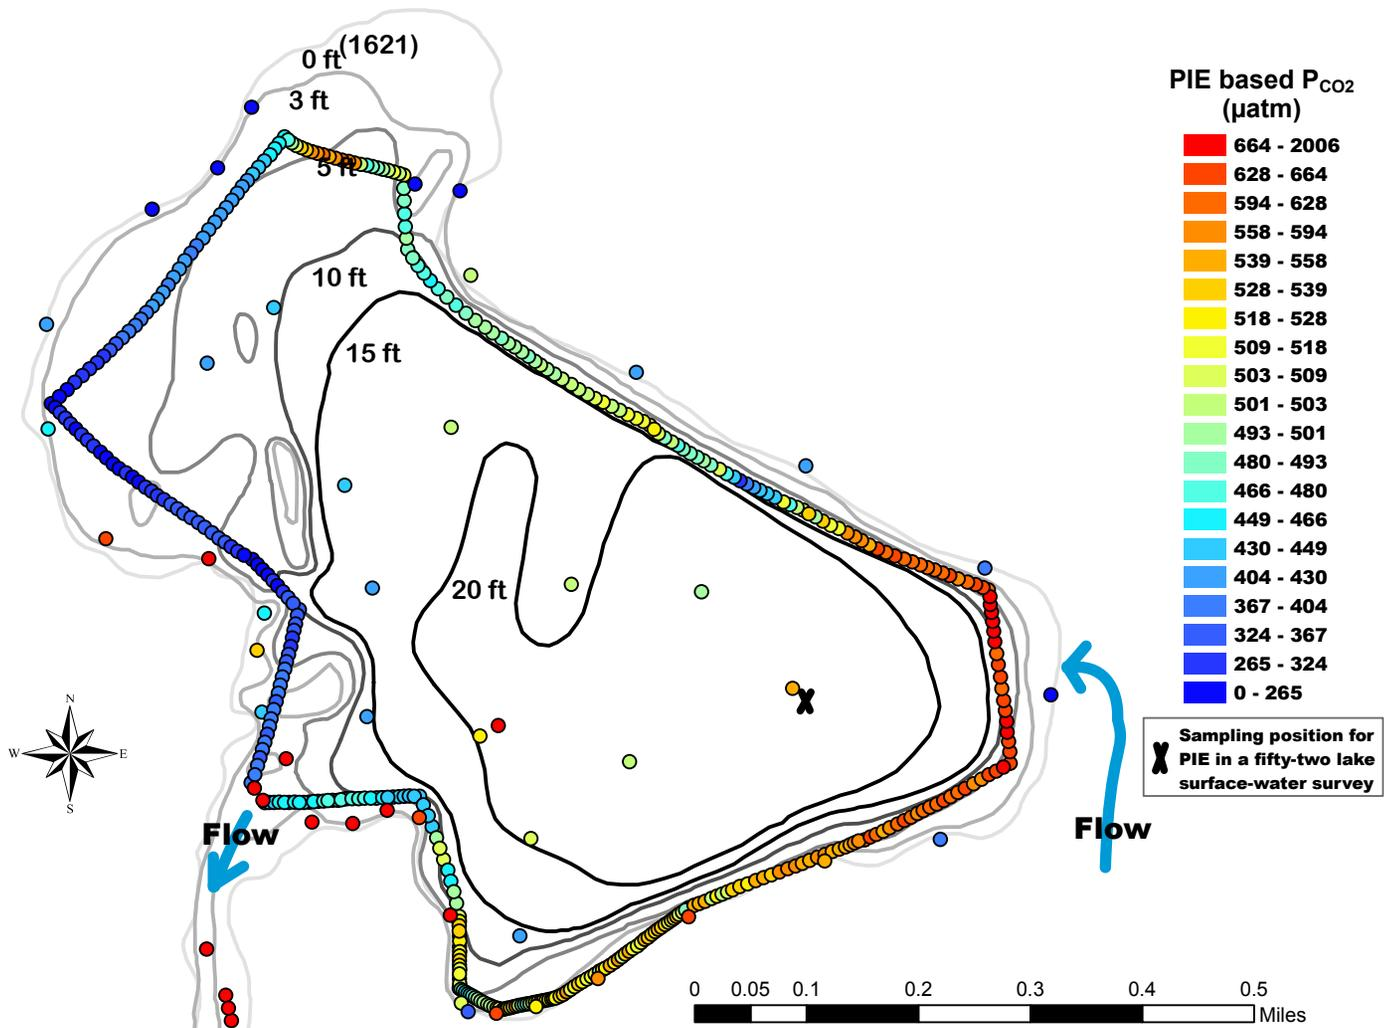 0 ft (1621)
3 ft
5 ft
10 ft
15 ft
20 ft
PIE based P_CO2
(µatm)
664 - 2006
628 - 664
594 - 628
558 - 594
539 - 558
528 - 539
518 - 528
509 - 518
503 - 509
501 - 503
493 - 501
480 - 493
466 - 480
449 - 466
430 - 449
404 - 430
367 - 404
324 - 367
265 - 324
0 - 265
Sampling position for
PIE in a fifty-two lake
surface-water survey
N
W E
S
Flow
Flow
0 0.05 0.1 0.2 0.3 0.4 0.5
Miles